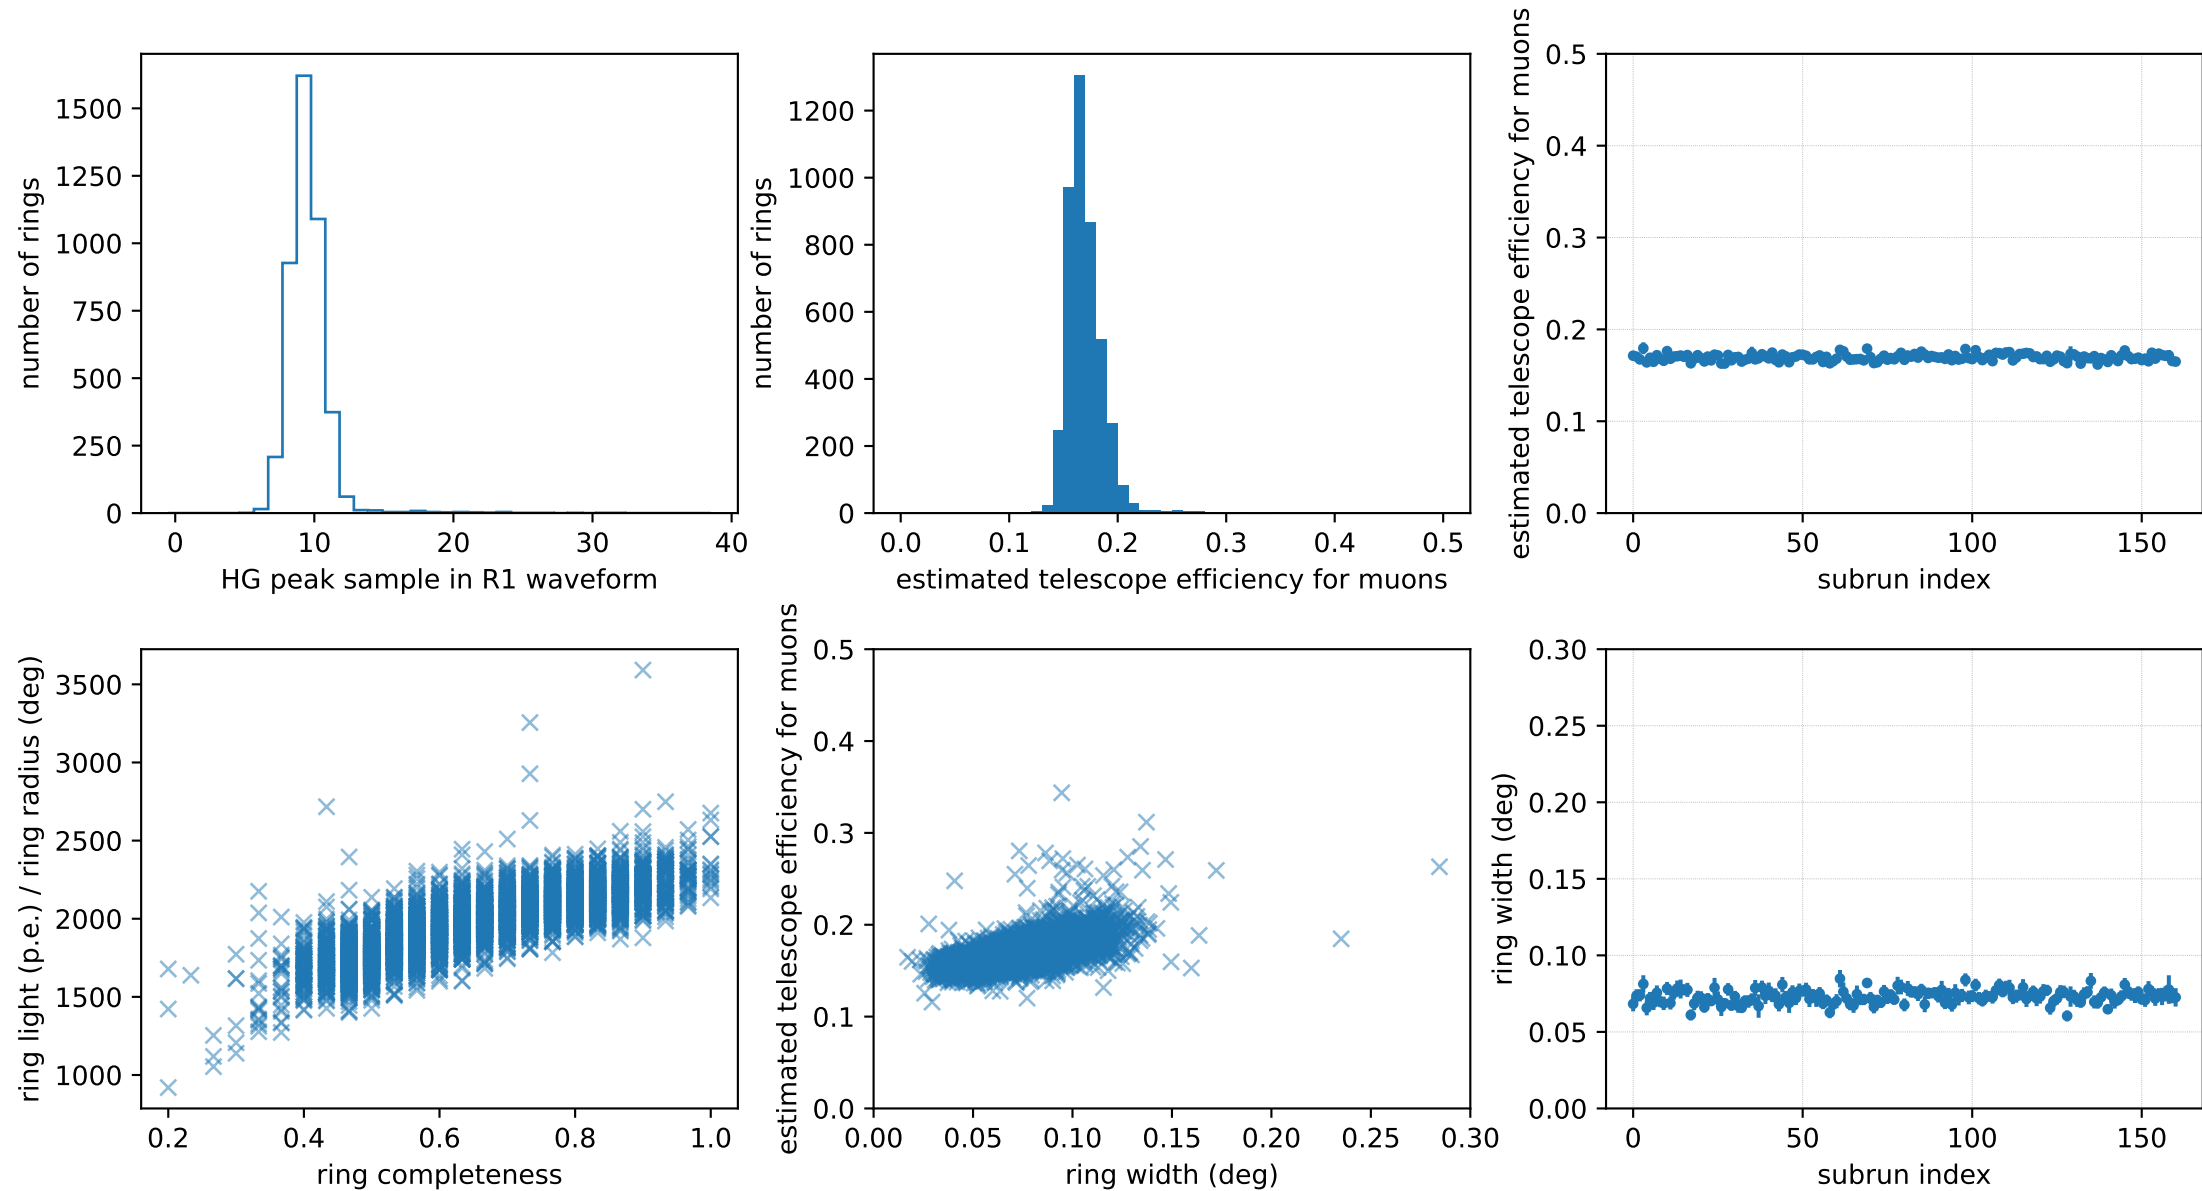 number of rings
1500
1250
1000
750
500
250
0
0 10 20 30 40
HG peak sample in R1 waveform
number of rings
1200
1000
800
600
400
200
0
0.0 0.1 0.2 0.3 0.4 0.5
estimated telescope efficiency for muons
estimated telescope efficiency for muons
0.5
0.4
0.3
0.2
0.1
0.0
0 50 100 150
subrun index
ring light (p.e.) / ring radius (deg)
3500
3000
2500
2000
1500
1000
0.2 0.4 0.6 0.8 1.0
ring completeness
estimated telescope efficiency for muons
0.5
0.4
0.3
0.2
0.1
0.0
0.00 0.05 0.10 0.15 0.20 0.25 0.30
ring width (deg)
ring width (deg)
0.30
0.25
0.20
0.15
0.10
0.05
0.00
0 50 100 150
subrun index